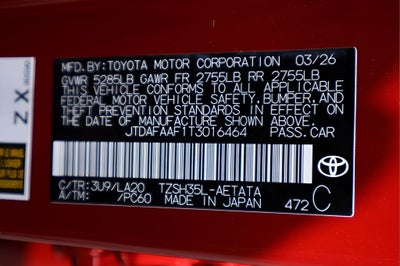 MFD. BY: TOYOTA MOTOR CORPORATION 03/26
GVWR 5285LB GAWR FR 2755LB RR 2755LB
THIS VEHICLE CONFORMS TO ALL APPLICABLE
FEDERAL MOTOR VEHICLE SAFETY, BUMPER, AND
THEFT PREVENTION STANDARDS IN EFFECT ON
THE DATE OF MANUFACTURE SHOWN ABOVE.
JTDAFAAF1T3016464 PASS.CAR
C/TR: 3U9/LA20 TZSH35L-AETATA
A/TM: /PC60 MADE IN JAPAN 472 C
X
Z